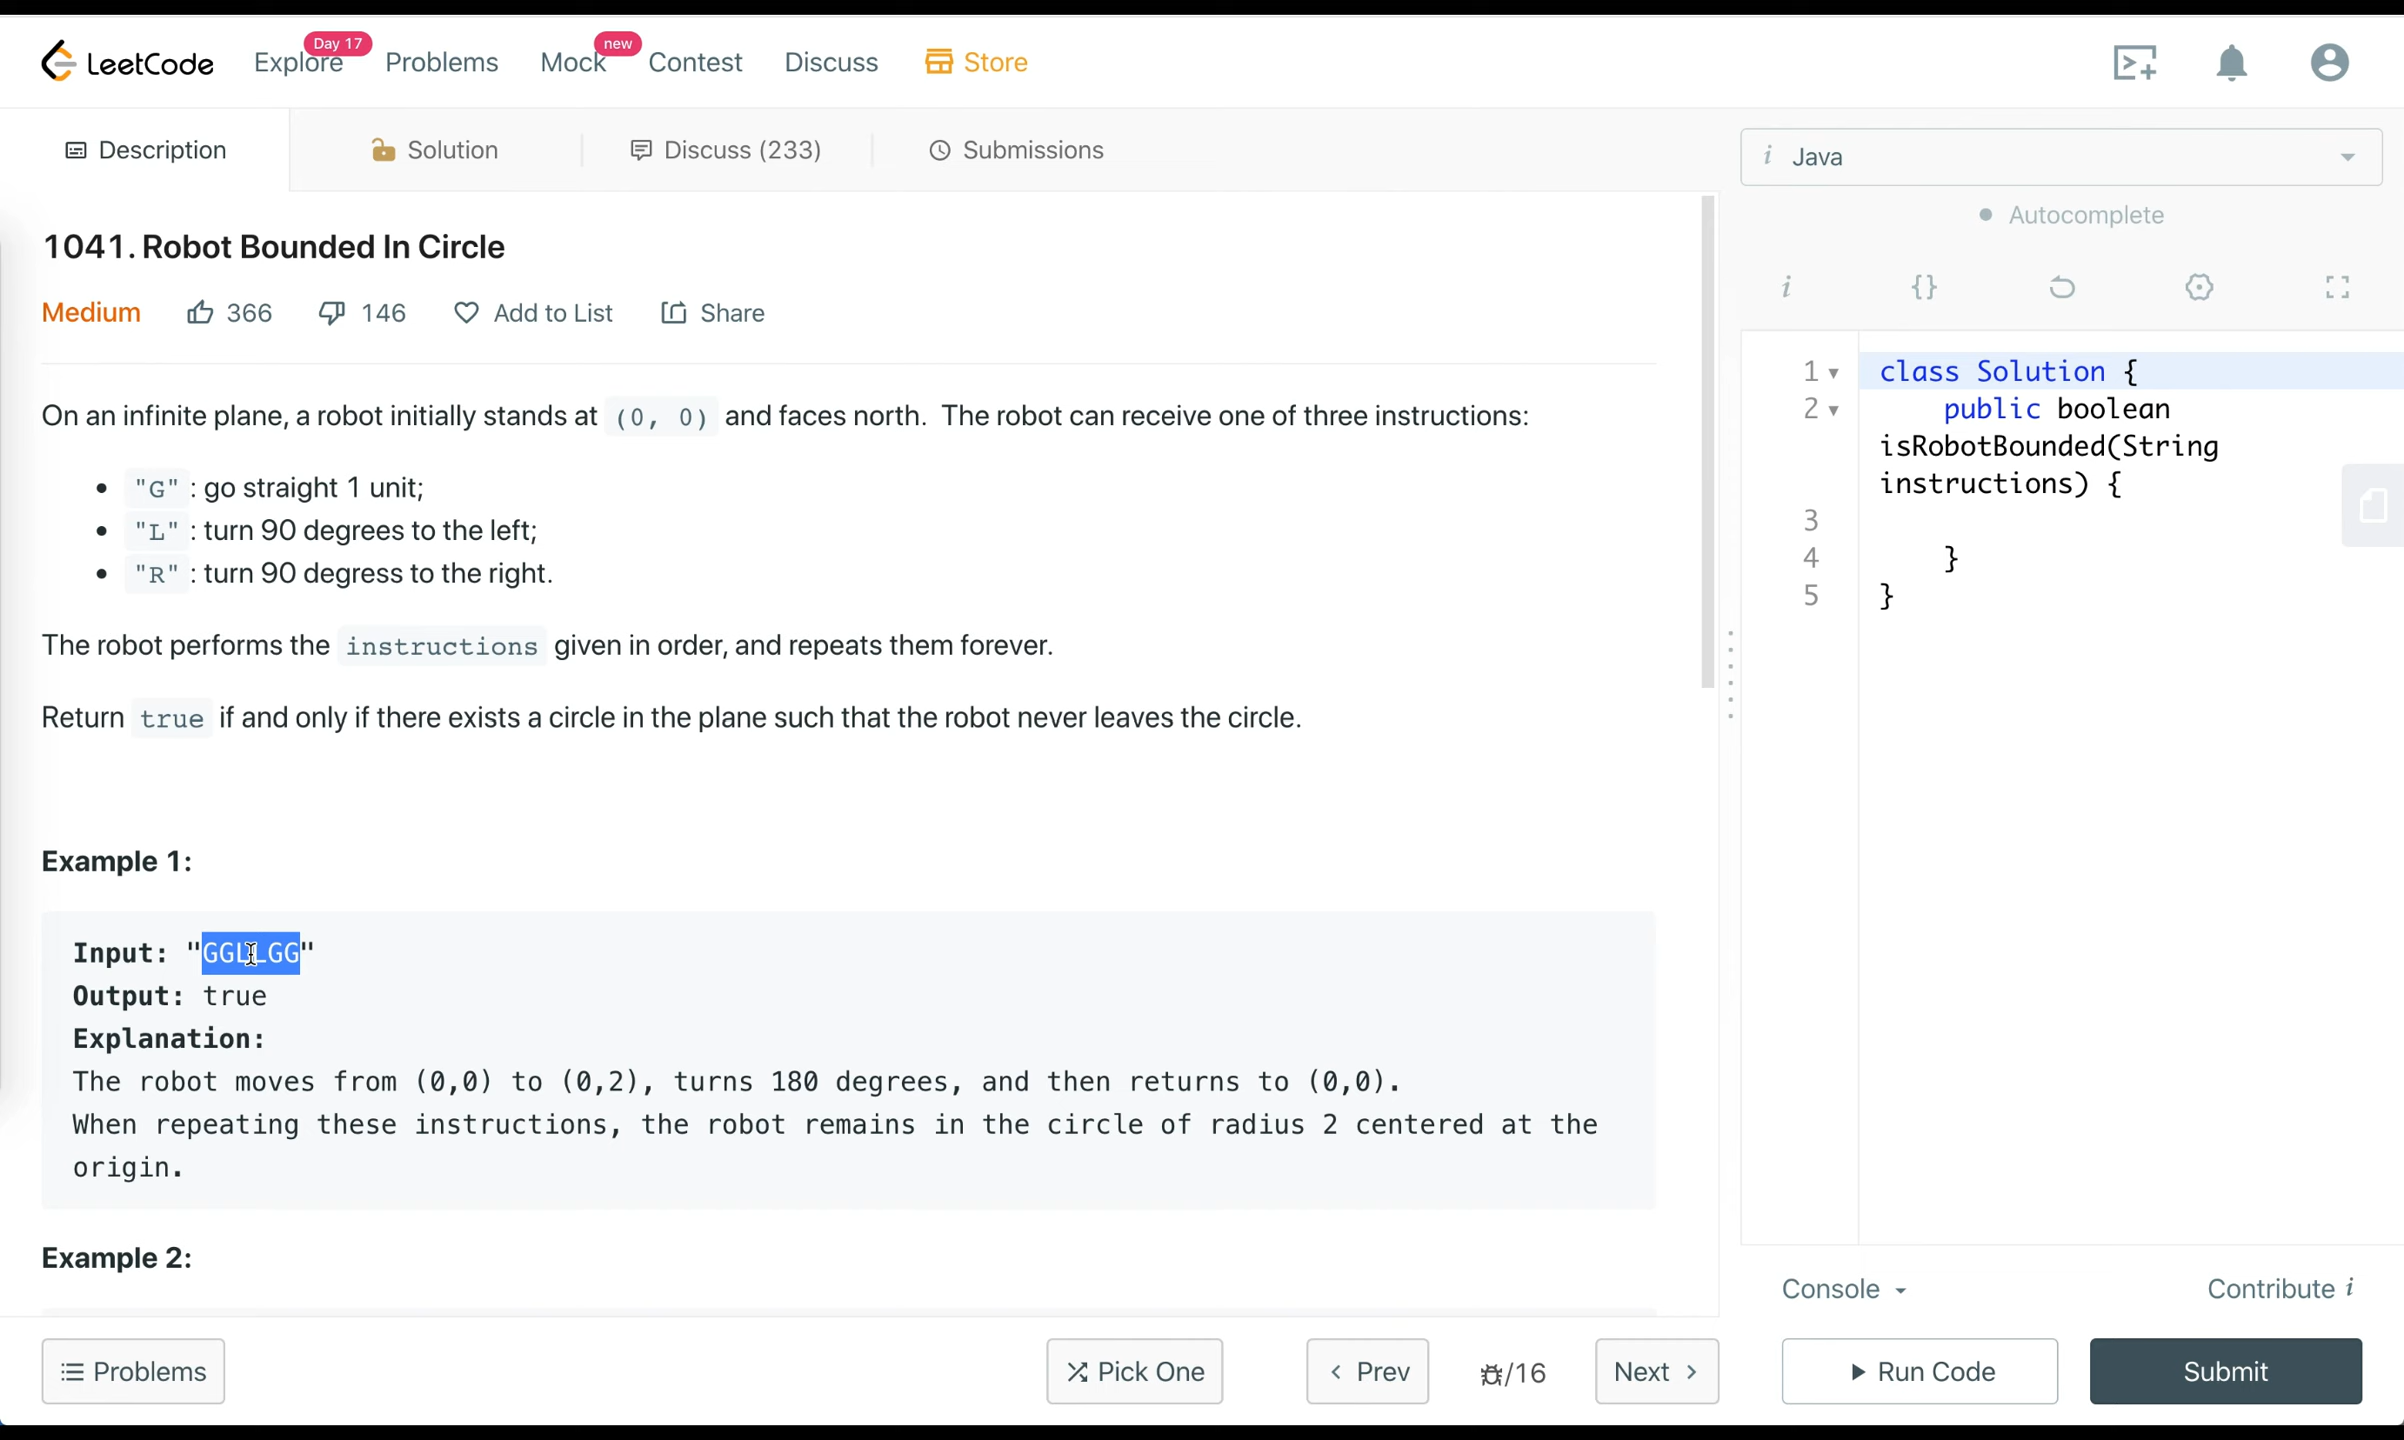 LeetCode Explore Day 17 Problems Mock new Contest Discuss Store
Description Solution Discuss (233) Submissions
1041. Robot Bounded In Circle
Medium 366 146 Add to List Share
On an infinite plane, a robot initially stands at (0, 0) and faces north. The robot can receive one of three instructions:
"G" : go straight 1 unit;
"L" : turn 90 degrees to the left;
"R" : turn 90 degress to the right.
The robot performs the instructions given in order, and repeats them forever.
Return true if and only if there exists a circle in the plane such that the robot never leaves the circle.
Example 1:
Input: "GGLLGG"
Output: true
Explanation:
The robot moves from (0,0) to (0,2), turns 180 degrees, and then returns to (0,0).
When repeating these instructions, the robot remains in the circle of radius 2 centered at the
origin.
Example 2:
Problems Pick One < Prev /16 Next >
i Java
Autocomplete
i {}
1 class Solution {
2 public boolean
isRobotBounded(String
instructions) {
3
4 }
5 }
Console Contribute i
Run Code Submit